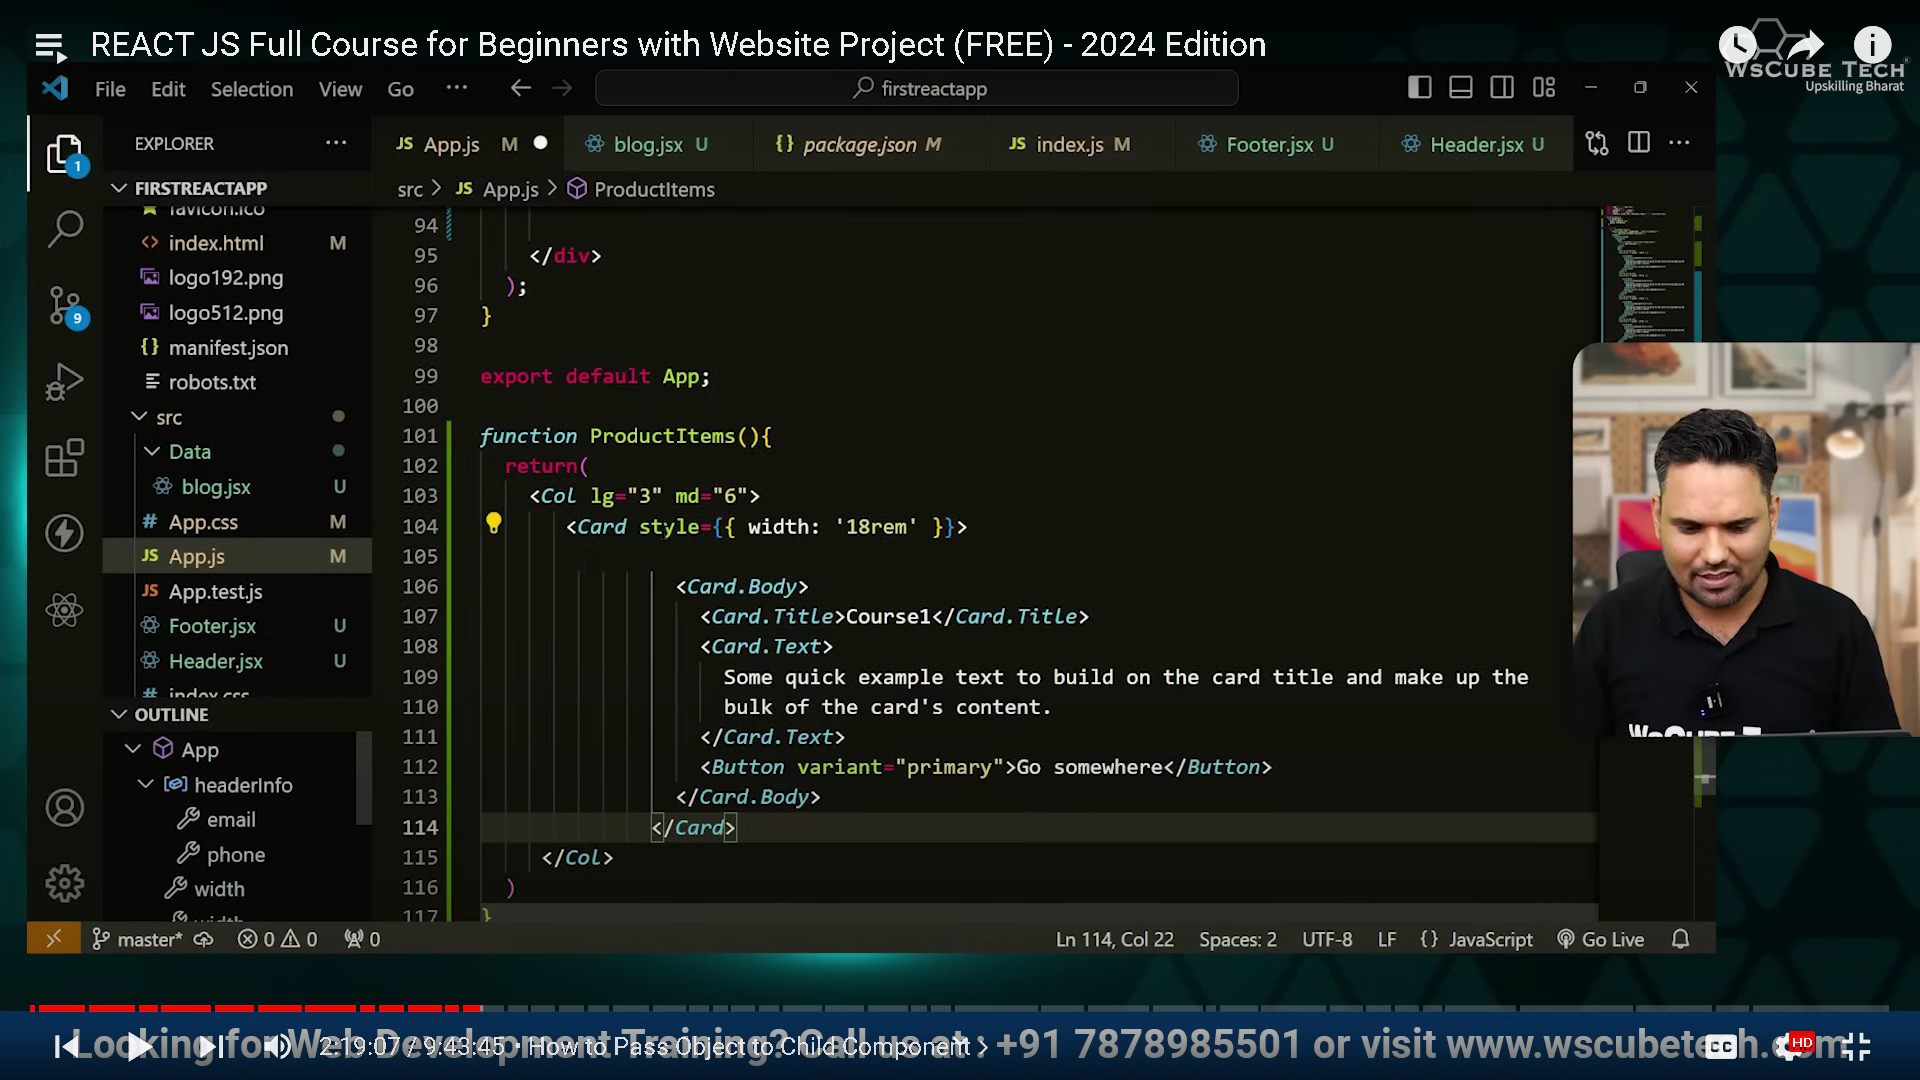 REACT JS Full Course for Beginners with Website Project (FREE) - 2024 Edition
WsCube Tech
Upskilling Bharat
File Edit Selection View Go ··· firstreactapp
EXPLORER ···
JS App.js M
blog.jsx U
{} package.json M
JS index.js M
Footer.jsx U
Header.jsx U
FIRSTREACTAPP
src > JS App.js > ProductItems
favicon.ico
index.html M
logo192.png
logo512.png
{} manifest.json
robots.txt
src
Data
blog.jsx U
# App.css M
JS App.js M
JS App.test.js
Footer.jsx U
Header.jsx U
# index.css
OUTLINE
App
headerInfo
email
phone
width
width
1
9
94
95 </div>
96 );
97 }
98
99 export default App;
100
101 function ProductItems(){
102 return(
103 <Col lg="3" md="6">
104 <Card style={{ width: '18rem' }}>
105
106 <Card.Body>
107 <Card.Title>Course1</Card.Title>
108 <Card.Text>
109 Some quick example text to build on the card title and make up the
110 bulk of the card's content.
111 </Card.Text>
112 <Button variant="primary">Go somewhere</Button>
113 </Card.Body>
114 </Card>
115 </Col>
116 )
117 }
master* 0 0 0
Ln 114, Col 22 Spaces: 2 UTF-8 LF {} JavaScript Go Live
Looking for Web Development Training? Call us at +91 7878985501 or visit www.wscubetech.com
2:19:07 / 9:43:45 • How to Pass Object to Child Component >
CC HD